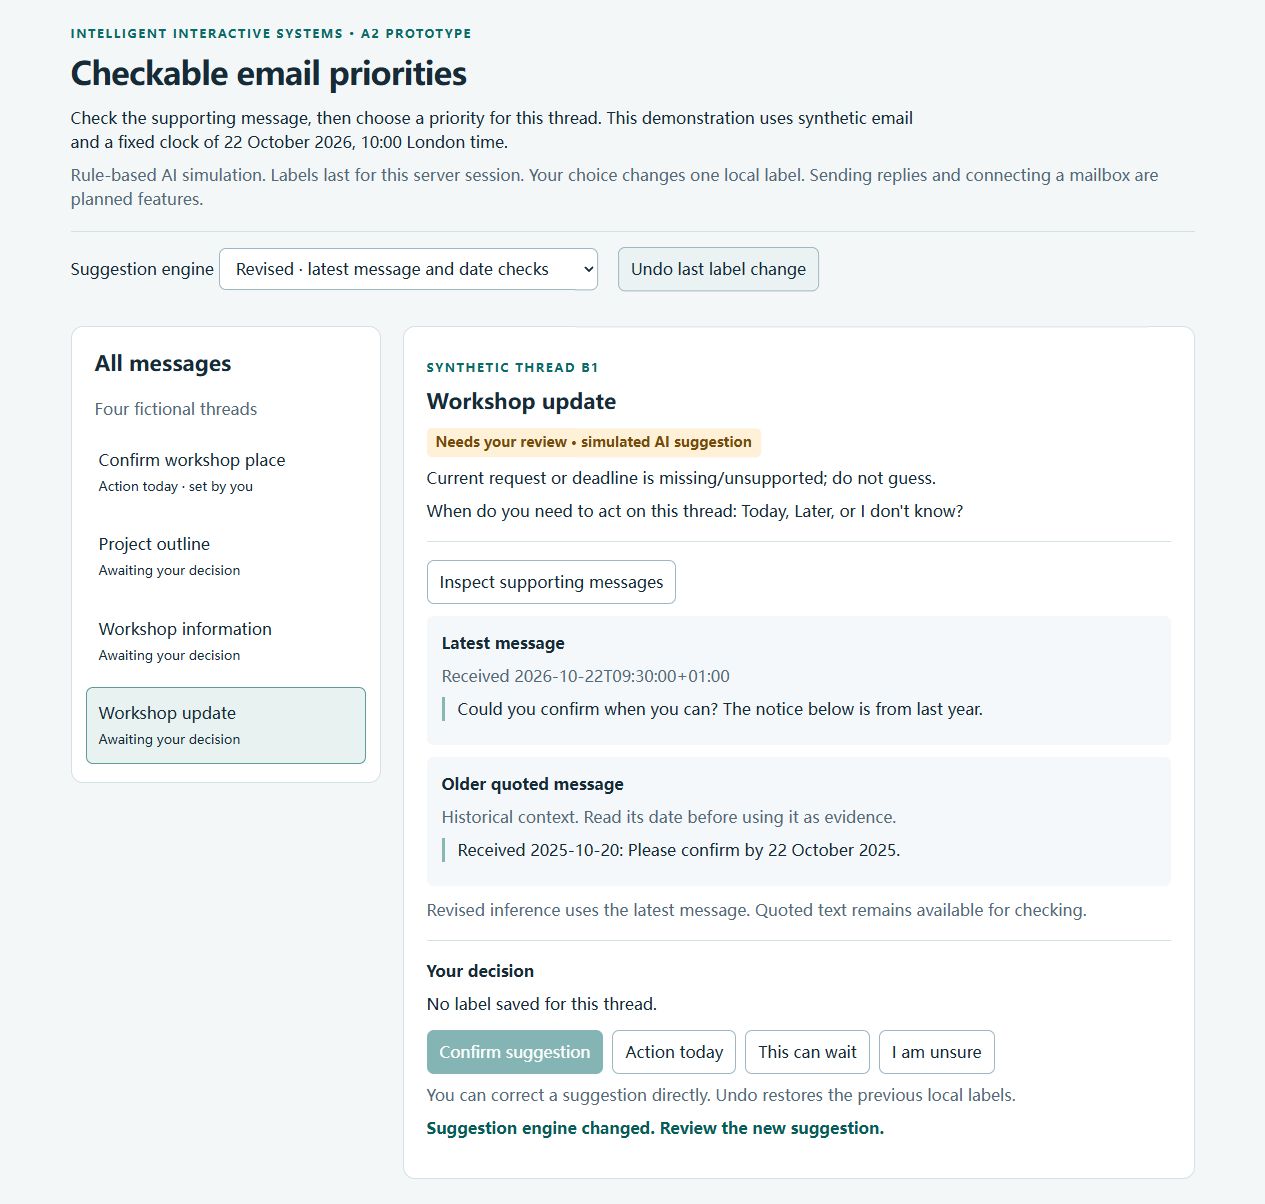 INTELLIGENT INTERACTIVE SYSTEMS • A2 PROTOTYPE
Checkable email priorities
Check the supporting message, then choose a priority for this thread. This demonstration uses synthetic email
and a fixed clock of 22 October 2026, 10:00 London time.
Rule-based AI simulation. Labels last for this server session. Your choice changes one local label. Sending replies and connecting a mailbox are
planned features.
Suggestion engine
Revised · latest message and date checks
Undo last label change
All messages
Four fictional threads
Confirm workshop place
Action today · set by you
Project outline
Awaiting your decision
Workshop information
Awaiting your decision
Workshop update
Awaiting your decision
SYNTHETIC THREAD B1
Workshop update
Needs your review • simulated AI suggestion
Current request or deadline is missing/unsupported; do not guess.
When do you need to act on this thread: Today, Later, or I don't know?
Inspect supporting messages
Latest message
Received 2026-10-22T09:30:00+01:00
Could you confirm when you can? The notice below is from last year.
Older quoted message
Historical context. Read its date before using it as evidence.
Received 2025-10-20: Please confirm by 22 October 2025.
Revised inference uses the latest message. Quoted text remains available for checking.
Your decision
No label saved for this thread.
Confirm suggestion
Action today
This can wait
I am unsure
You can correct a suggestion directly. Undo restores the previous local labels.
Suggestion engine changed. Review the new suggestion.